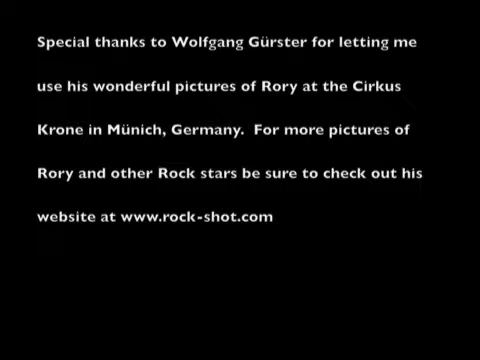 Special thanks to Wolfgang Gürster for letting me
use his wonderful pictures of Rory at the Cirkus
Krone in Münich, Germany.  For more pictures of
Rory and other Rock stars be sure to check out his
website at www.rock-shot.com